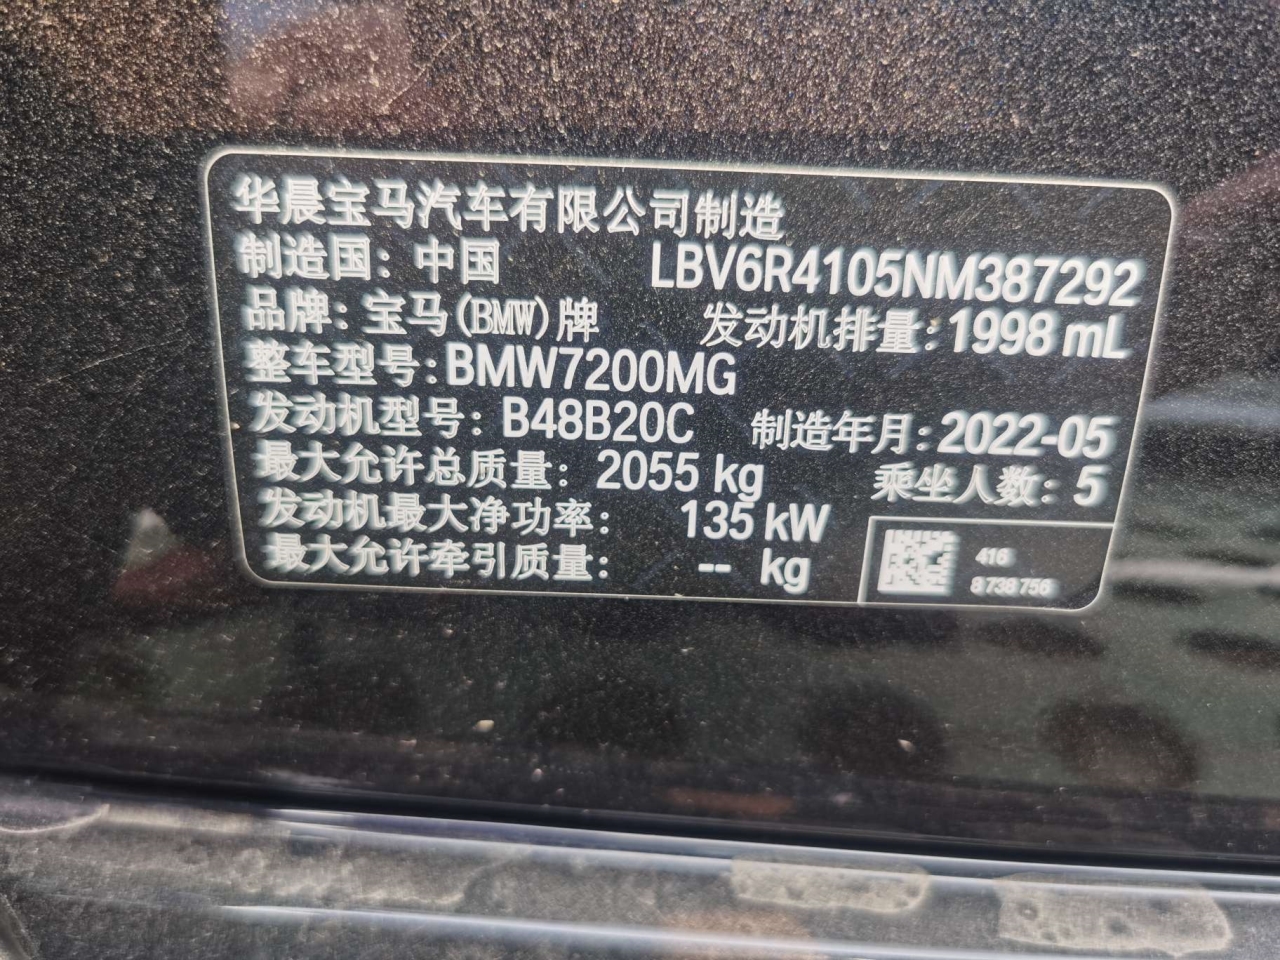 华晨宝马汽车有限公司制造
制造国：中国 LBV6R4105NM387292
品牌：宝马(BMW)牌 发动机排量：1998 mL
整车型号：BMW7200MG
发动机型号：B48B20C 制造年月：2022-05
最大允许总质量：2055 kg 乘坐人数：5
发动机最大净功率：135 kW
最大允许牵引质量：-- kg
416
8738756